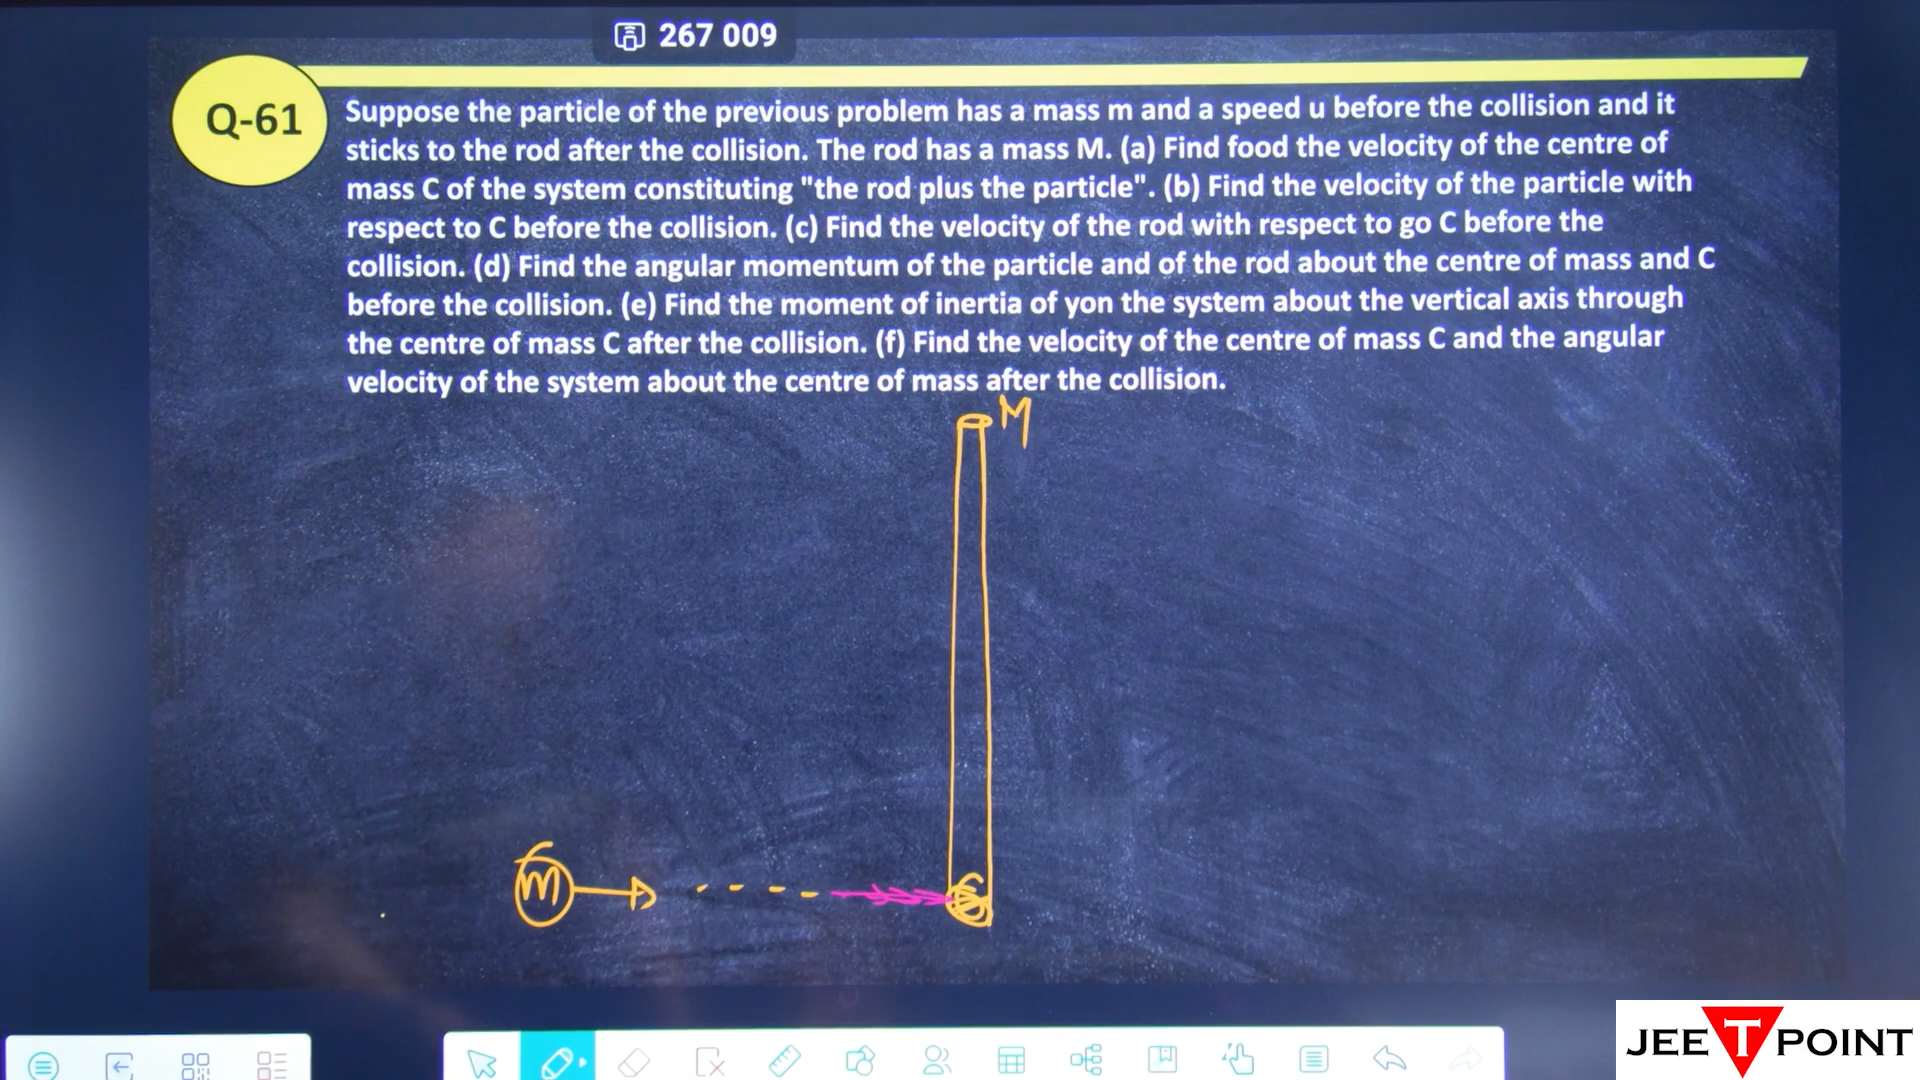 267 009
Q-61
Suppose the particle of the previous problem has a mass m and a speed u before the collision and it
sticks to the rod after the collision. The rod has a mass M. (a) Find food the velocity of the centre of
mass C of the system constituting "the rod plus the particle". (b) Find the velocity of the particle with
respect to C before the collision. (c) Find the velocity of the rod with respect to go C before the
collision. (d) Find the angular momentum of the particle and of the rod about the centre of mass and C
before the collision. (e) Find the moment of inertia of yon the system about the vertical axis through
the centre of mass C after the collision. (f) Find the velocity of the centre of mass C and the angular
velocity of the system about the centre of mass after the collision.
M
m
JEE T POINT